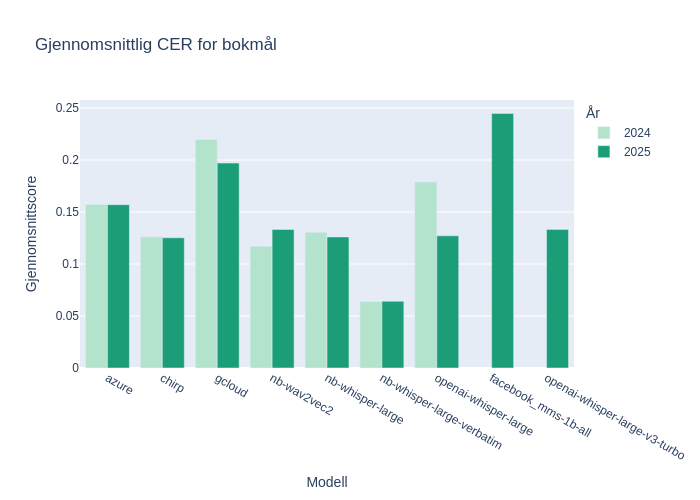 Gjennomsnittlig CER for bokmål
År
2024
2025
Gjennomsnittscore
0.25
0.2
0.15
0.1
0.05
0
azure
chirp
gcloud
nb-wav2vec2
nb-whisper-large
nb-whisper-large-verbatim
openai-whisper-large
facebook_mms-1b-all
openai-whisper-large-v3-turbo
Modell